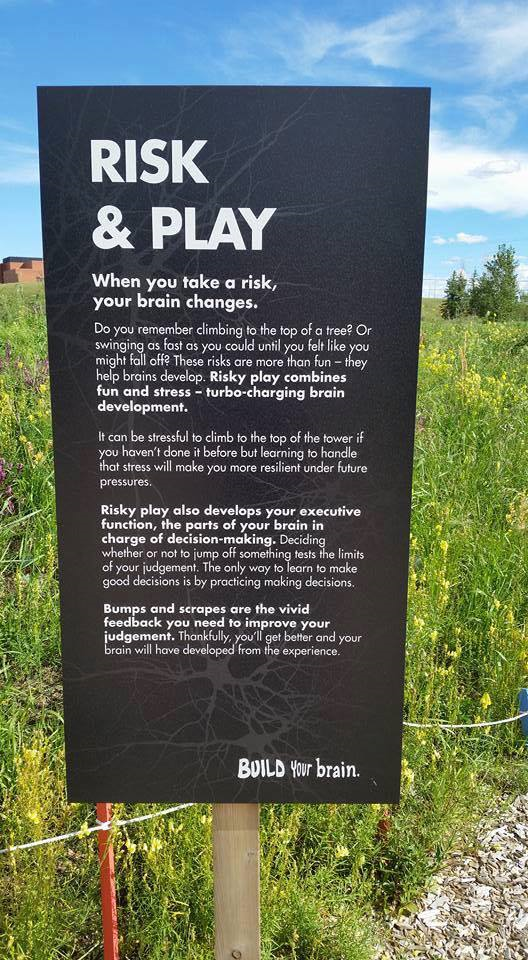 RISK
& PLAY
When you take a risk,
your brain changes.
Do you remember climbing to the top of a tree? Or
swinging as fast as you could until you felt like you
might fall off? These risks are more than fun – they
help brains develop. Risky play combines
fun and stress – turbo-charging brain
development.
It can be stressful to climb to the top of the tower if
you haven't done it before but learning to handle
that stress will make you more resilient under future
pressures.
Risky play also develops your executive
function, the parts of your brain in
charge of decision-making. Deciding
whether or not to jump off something tests the limits
of your judgement. The only way to learn to make
good decisions is by practicing making decisions.
Bumps and scrapes are the vivid
feedback you need to improve your
judgement. Thankfully, you'll get better and your
brain will have developed from the experience.
BUILD your brain.